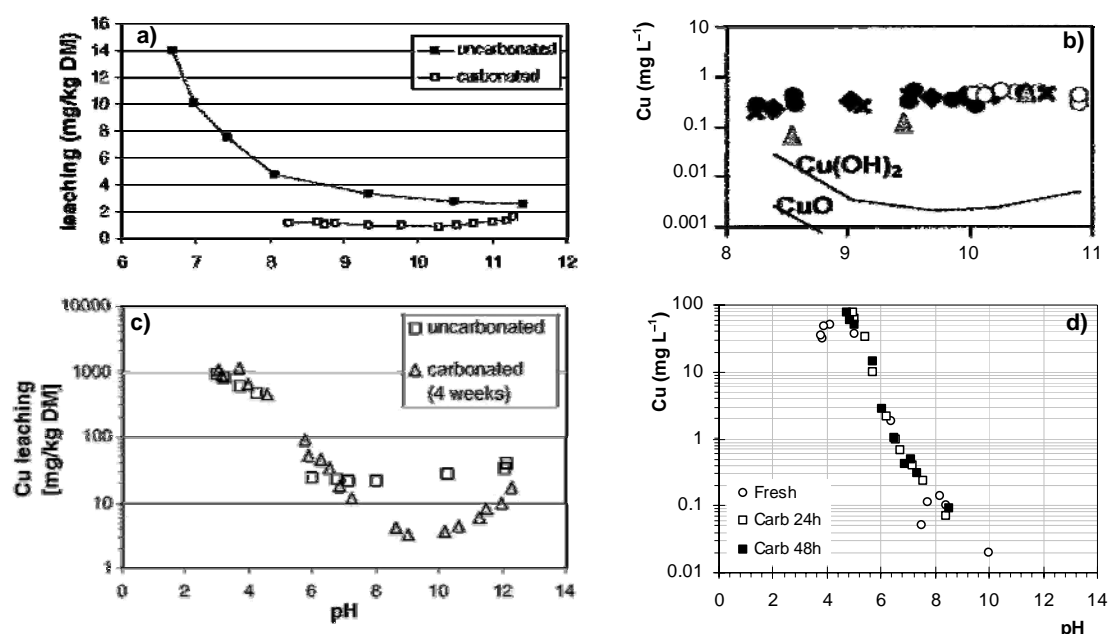 a)
leaching (mg/kg DM)
16
14
12
10
8
6
4
2
0
6 7 8 9 10 11 12
uncarbonated
carbonated
b)
Cu (mg L⁻¹)
10
1
0.1
0.01
0.001
8 9 10 11
Cu(OH)₂
CuO
c)
Cu leaching
[mg/kg DM]
10000
1000
100
10
1
0 2 4 6 8 10 12 14
pH
uncarbonated
carbonated
(4 weeks)
d)
Cu (mg L⁻¹)
100
10
1
0.1
0.01
0 2 4 6 8 10 12 14
pH
Fresh
Carb 24h
Carb 48h